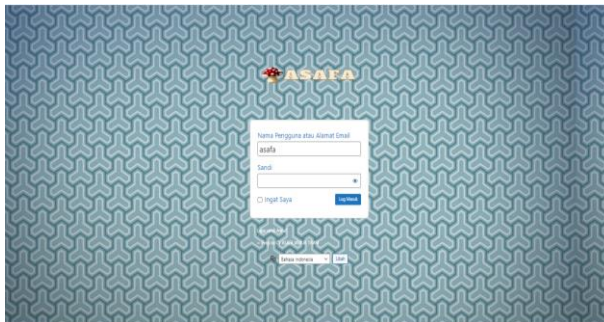 ASAFA
Nama Pengguna atau Alamat Email
asafa
Sandi
Ingat Saya
Log Masuk
Bahasa Indonesia
Ubah